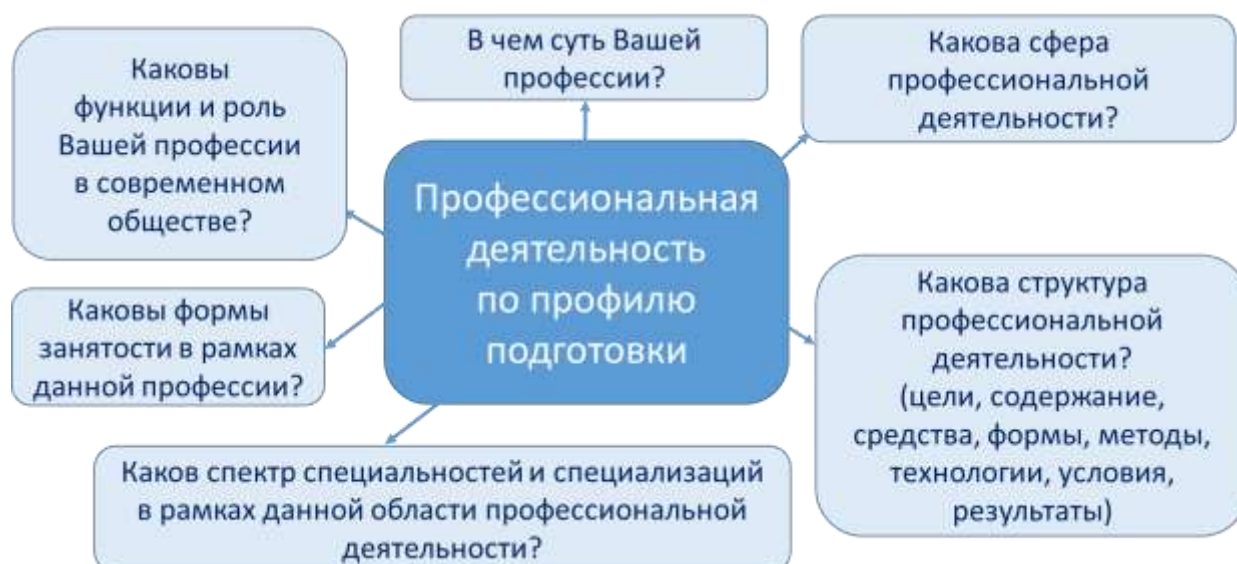 Каковы
функции и роль
Вашей профессии
в современном
обществе?
В чем суть Вашей
профессии?
Какова сфера
профессиональной
деятельности?
Профессиональная
деятельность
по профилю
подготовки
Каковы формы
занятости в рамках
данной профессии?
Какова структура
профессиональной
деятельности?
(цели, содержание,
средства, формы, методы,
технологии, условия,
результаты)
Каков спектр специальностей и специализаций
в рамках данной области профессиональной
деятельности?